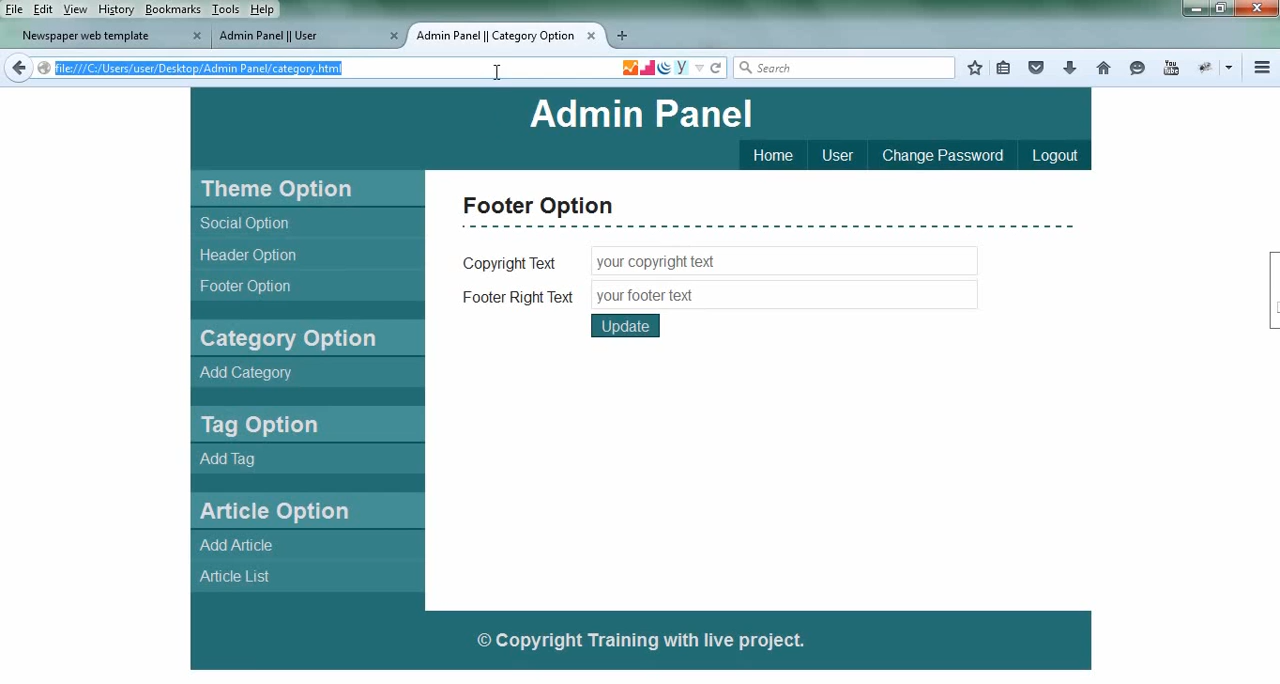 File Edit View History Bookmarks Tools Help
Newspaper web template Admin Panel || User Admin Panel || Category Option
file:///C:/Users/user/Desktop/Admin Panel/category.html Search
Admin Panel
Home User Change Password Logout
Theme Option
Social Option
Header Option
Footer Option
Category Option
Add Category
Tag Option
Add Tag
Article Option
Add Article
Article List
Footer Option
Copyright Text your copyright text
Footer Right Text your footer text
Update
© Copyright Training with live project.